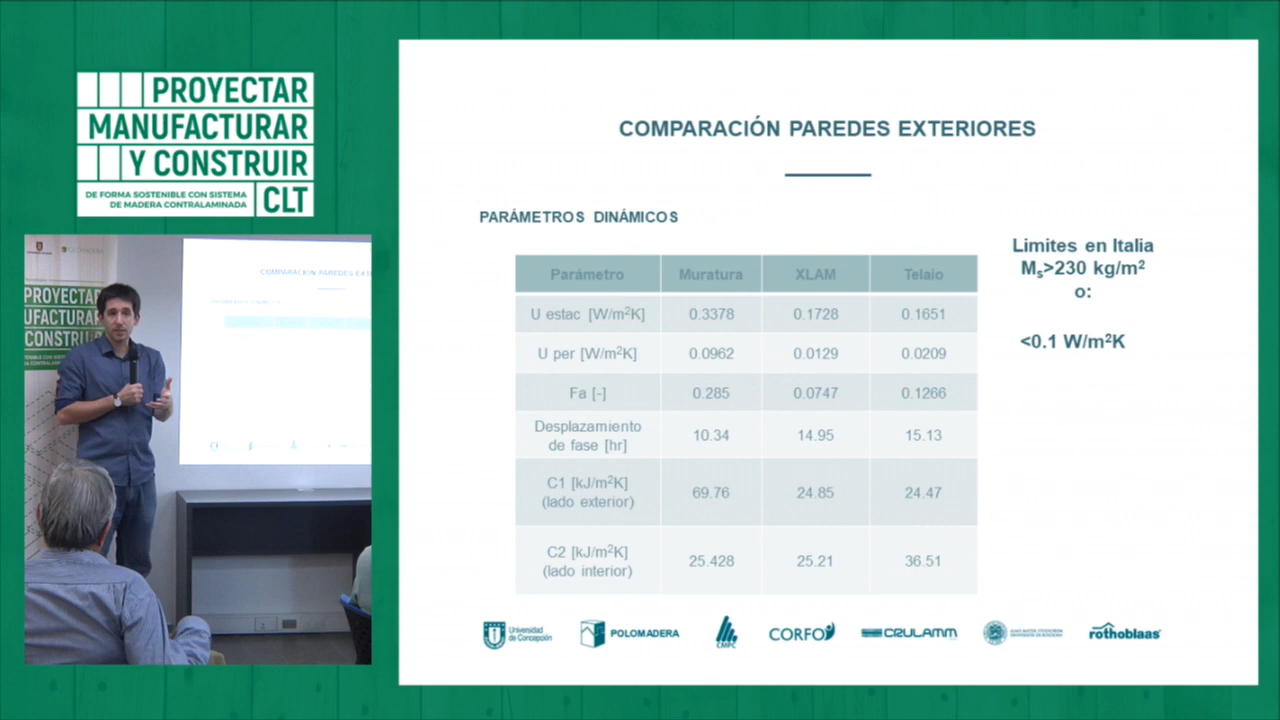 PROYECTAR
MANUFACTURAR
Y CONSTRUIR
DE FORMA SOSTENIBLE CON SISTEMA
DE MADERA CONTRALAMINADA
CLT
COMPARACIÓN PAREDES EXTERIORES
PARÁMETROS DINÁMICOS
Parámetro Muratura XLAM Telaio
U estac [W/m²K] 0.3378 0.1728 0.1651
U per [W/m²K] 0.0962 0.0129 0.0209
Fa [-] 0.285 0.0747 0.1266
Desplazamiento
de fase [hr] 10.34 14.95 15.13
C1 [kJ/m²K]
(lado exterior) 69.76 24.85 24.47
C2 [kJ/m²K]
(lado interior) 25.428 25.21 36.51
Limites en Italia
Ms>230 kg/m²
o:
<0.1 W/m²K
Universidad
de Concepción
POLOMADERA
CMPC
CORFO
CRULAMM
rothoblaas
PROYECTAR
UFACTURAR
CONSTRUIR
COMPARACIÓN PAREDES EXTE